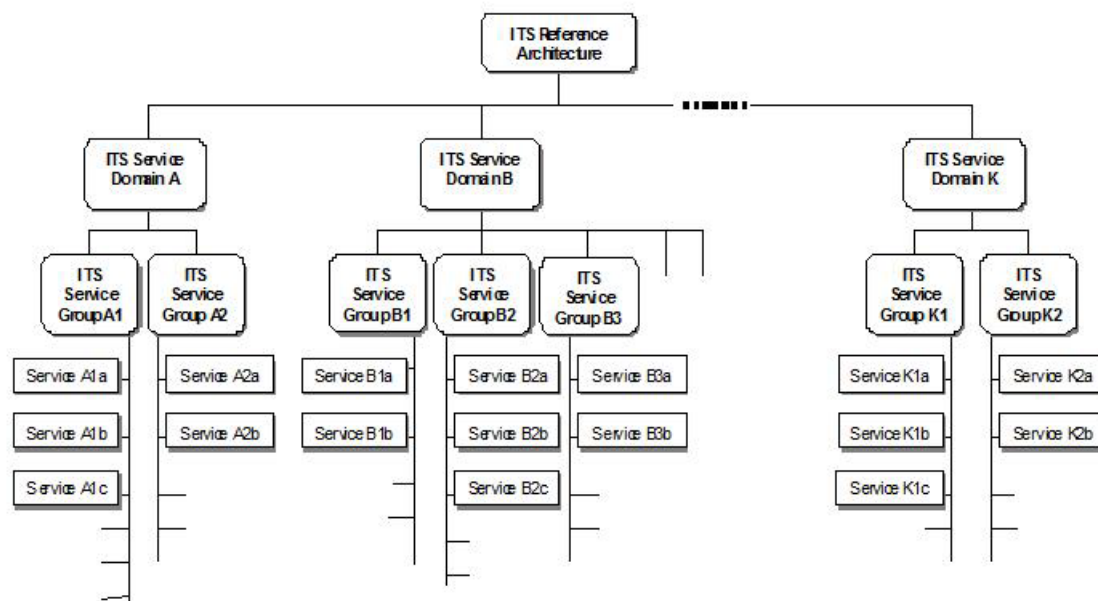 ITS Reference
Architecture
ITS Service
Domain A
ITS Service
Domain B
ITS Service
Domain K
ITS
Service
Group A1
ITS
Service
Group A2
ITS
Service
Group B1
ITS
Service
Group B2
ITS
Service
Group B3
ITS
Service
Group K1
ITS
Service
Group K2
Service A1a
Service A2a
Service B1a
Service B2a
Service B3a
Service K1a
Service K2a
Service A1b
Service A2b
Service B1b
Service B2b
Service B3b
Service K1b
Service K2b
Service A1c
Service B2c
Service K1c